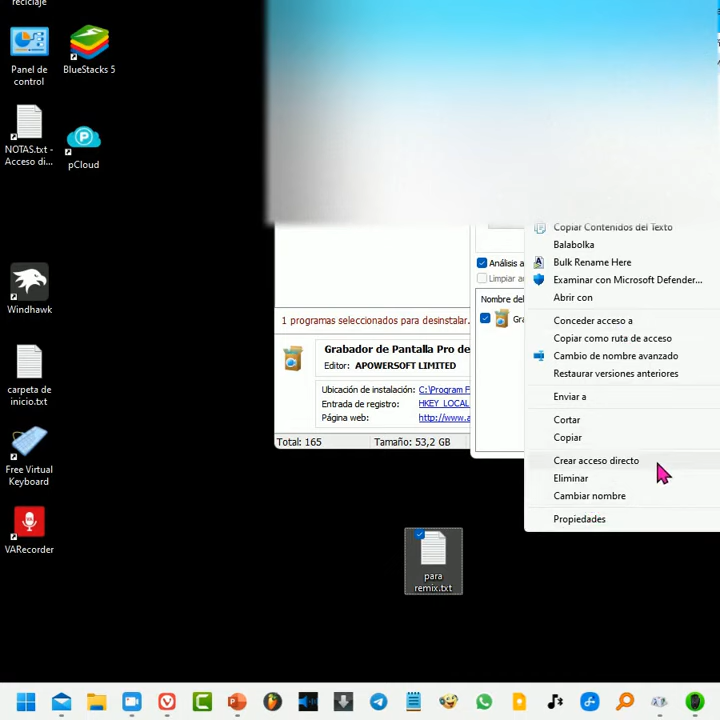 reciclaje
Panel de
control
BlueStacks 5
NOTAS.txt -
Acceso di...
pCloud
Windhawk
carpeta de
inicio.txt
Free Virtual
Keyboard
VARecorder
Análisis a
Limpiar a
Nombre del
Gra
1 programas seleccionados para desinstalar.
Grabador de Pantalla Pro de
Editor: APOWERSOFT LIMITED
Ubicación de instalación: C:\Program F
Entrada de registro: HKEY_LOCAL
Página web: http://www.a
Total: 165 Tamaño: 53,2 GB
Copiar Contenidos del Texto
Balabolka
Bulk Rename Here
Examinar con Microsoft Defender...
Abrir con
Conceder acceso a
Copiar como ruta de acceso
Cambio de nombre avanzado
Restaurar versiones anteriores
Enviar a
Cortar
Copiar
Crear acceso directo
Eliminar
Cambiar nombre
Propiedades
para
remix.txt